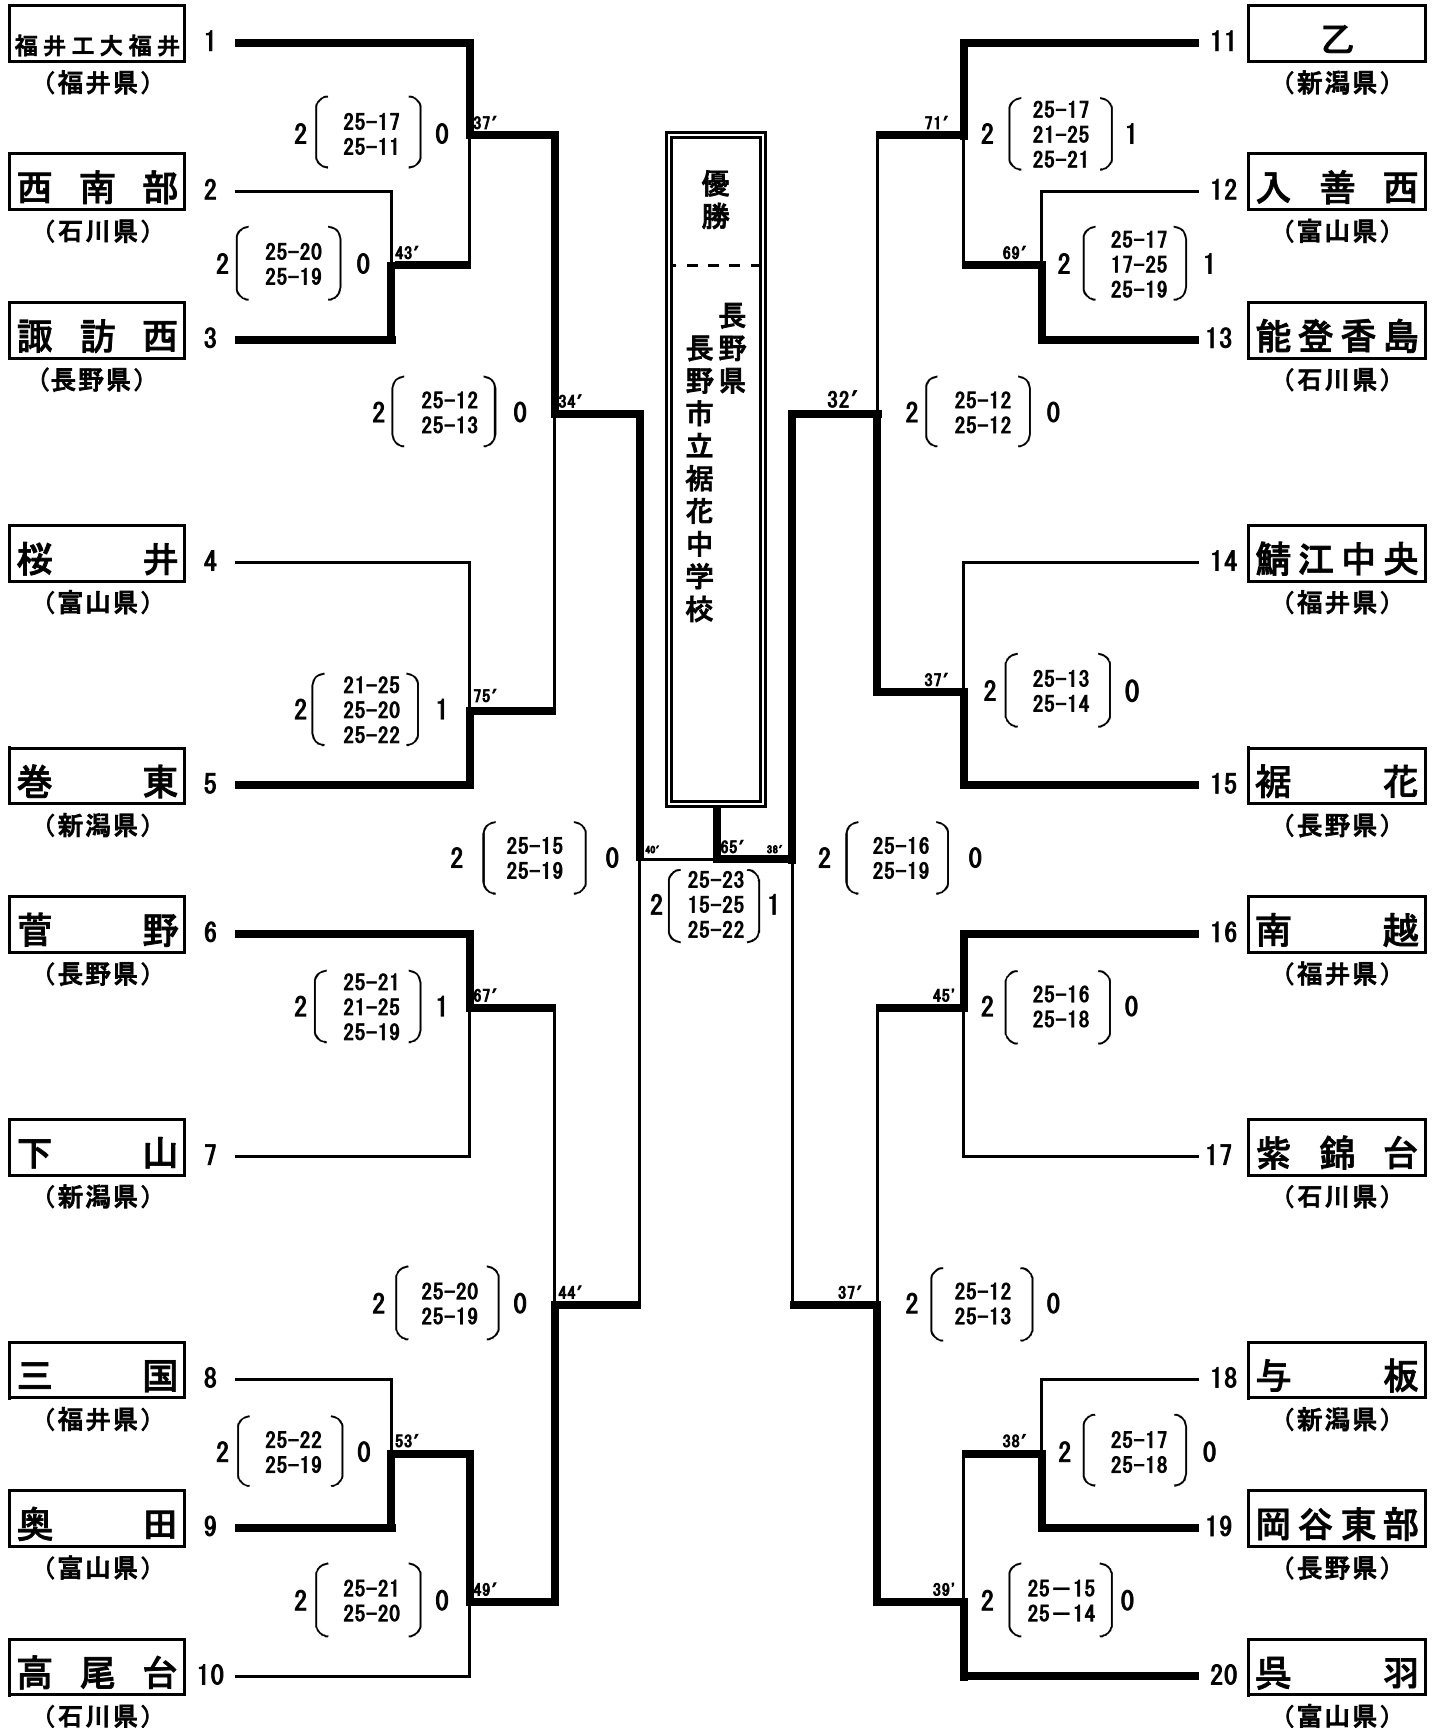 福井工大福井 1
（福井県）
2 25-17 0 37′
25-11
西南部 2
（石川県）
2 25-20 0 43′
25-19
諏訪西 3
（長野県）
2 25-12 0 34′
25-13
桜井 4
（富山県）
2 21-25 1 75′
25-20
25-22
巻東 5
（新潟県）
2 25-15 0 40′
25-19
菅野 6
（長野県）
2 25-21 1 67′
21-25
25-19
下山 7
（新潟県）
2 25-20 0 44′
25-19
三国 8
（福井県）
2 25-22 0 53′
25-19
奥田 9
（富山県）
2 25-21 0 49′
25-20
高尾台 10
（石川県）
優勝
長野県
長野市立裾花中学校
65′
2 25-23 1
15-25
25-22
11 乙
（新潟県）
71′ 2 25-17 1
21-25
25-21
12 入善西
（富山県）
69′ 2 25-17 1
17-25
25-19
13 能登香島
（石川県）
32′ 2 25-12 0
25-12
14 鯖江中央
（福井県）
37′ 2 25-13 0
25-14
15 裾花
（長野県）
38′ 2 25-16 0
25-19
16 南越
（福井県）
45′ 2 25-16 0
25-18
17 紫錦台
（石川県）
37′ 2 25-12 0
25-13
18 与板
（新潟県）
38′ 2 25-17 0
25-18
19 岡谷東部
（長野県）
39′ 2 25－15 0
25－14
20 呉羽
（富山県）